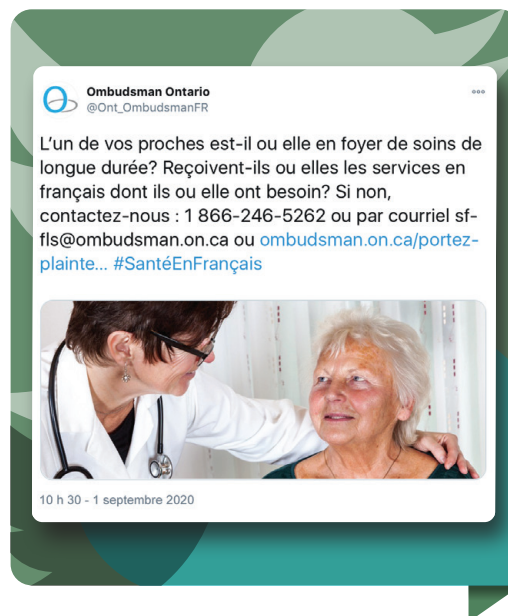 Ombudsman Ontario
@Ont_OmbudsmanFR
L'un de vos proches est-il ou elle en foyer de soins de
longue durée? Reçoivent-ils ou elles les services en
français dont ils ou elle ont besoin? Si non,
contactez-nous : 1 866-246-5262 ou par courriel sf-
fls@ombudsman.on.ca ou ombudsman.on.ca/portez-
plainte... #SantéEnFrançais
10 h 30 - 1 septembre 2020